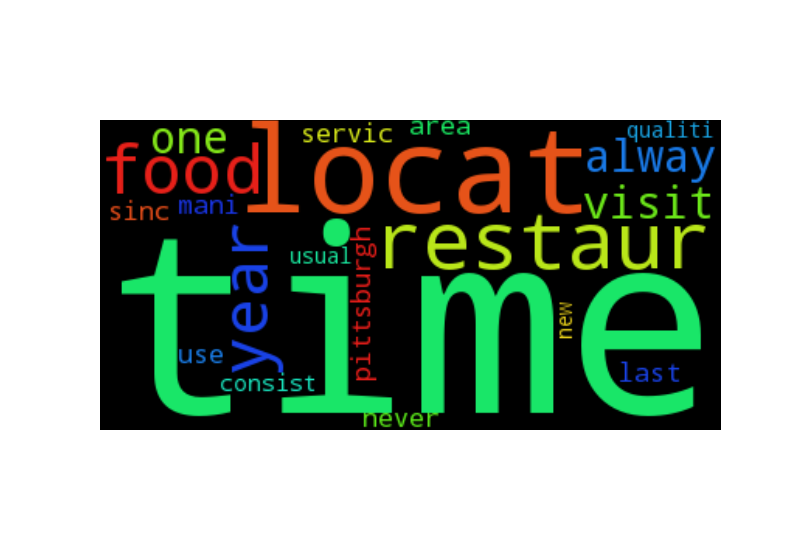 one
servic
area
qualiti
food
locat
alway
sinc
mani
visit
year
usual
pittsburgh
restaur
time
new
use
consist
last
never